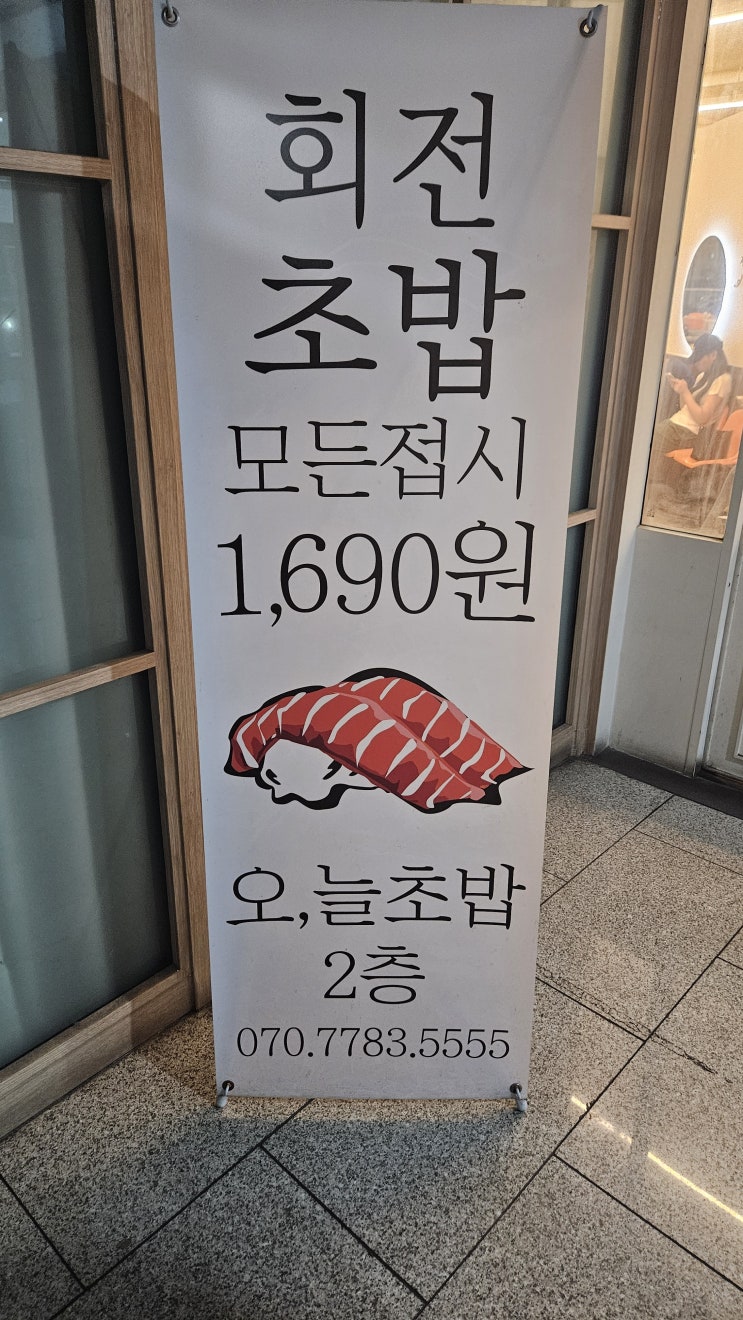 회전
초밥
모든접시
1,690원
오,늘초밥
2층
070.7783.5555